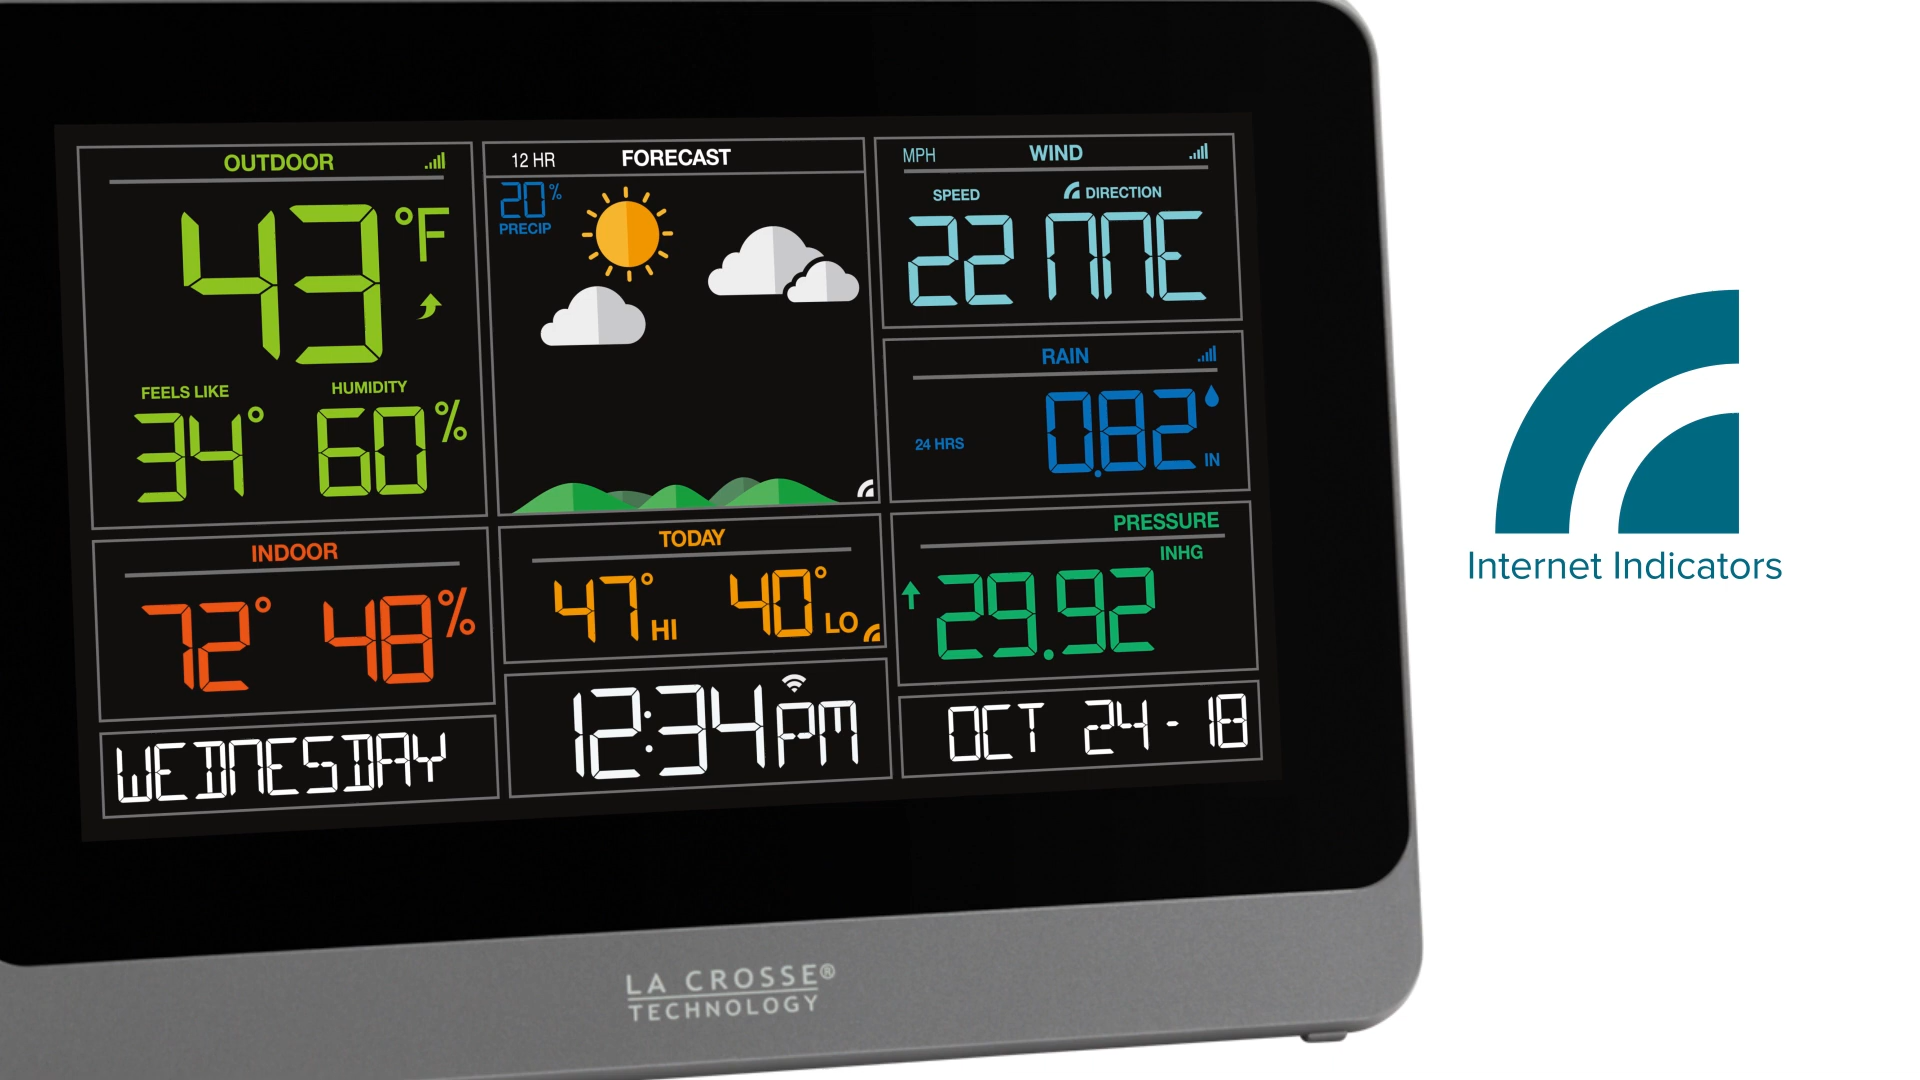 OUTDOOR
43°F
FEELS LIKE
34°
HUMIDITY
60%
12 HR FORECAST
20%
PRECIP
MPH WIND
SPEED
22
DIRECTION
NNE
RAIN
24 HRS
0.82 IN
INDOOR
72° 48%
TODAY
47° HI 40° LO
PRESSURE
INHG
29.92
WEDNESDAY
12:34PM
OCT 24-18
LA CROSSE®
TECHNOLOGY
Internet Indicators